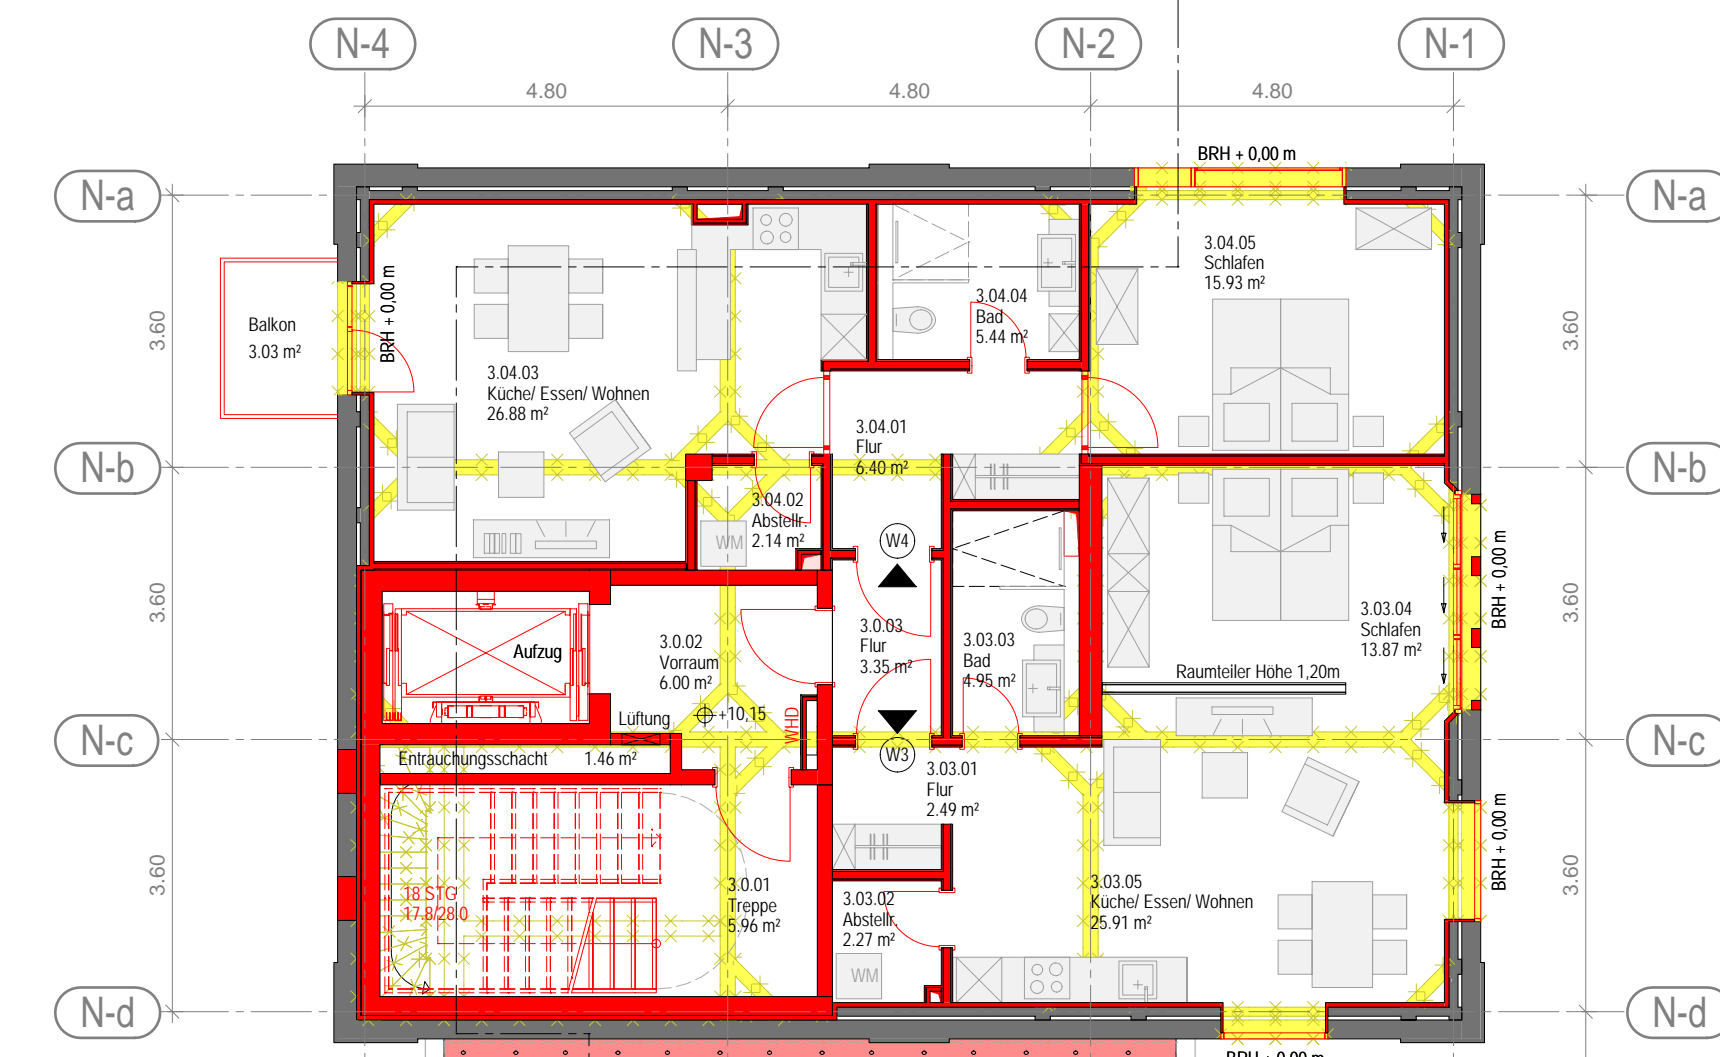 N-4
N-3
N-2
N-1
4.80
4.80
4.80
N-a
N-a
BRH + 0,00 m
3.60
3.60
Balkon
3.03 m²
BRH + 0,00 m
3.04.03
Küche/ Essen/ Wohnen
26.88 m²
3.04.04
Bad
5.44 m²
3.04.05
Schlafen
15.93 m²
3.04.01
Flur
6.40 m²
N-b
N-b
3.04.02
Abstellr.
2.14 m²
WM
W4
3.60
3.60
BRH + 0,00 m
Aufzug
3.0.02
Vorraum
6.00 m²
3.0.03
Flur
3.35 m²
3.03.03
Bad
4.95 m²
3.03.04
Schlafen
13.87 m²
Raumteiler Höhe 1,20m
Lüftung
+10,15
WHD
N-c
N-c
Entrauchungsschacht
1.46 m²
W3
3.03.01
Flur
2.49 m²
3.60
3.60
BRH + 0,00 m
18 STG
17.8/28.0
3.0.01
Treppe
5.96 m²
3.03.02
Abstellr.
2.27 m²
WM
3.03.05
Küche/ Essen/ Wohnen
25.91 m²
N-d
N-d
BRH + 0,00 m